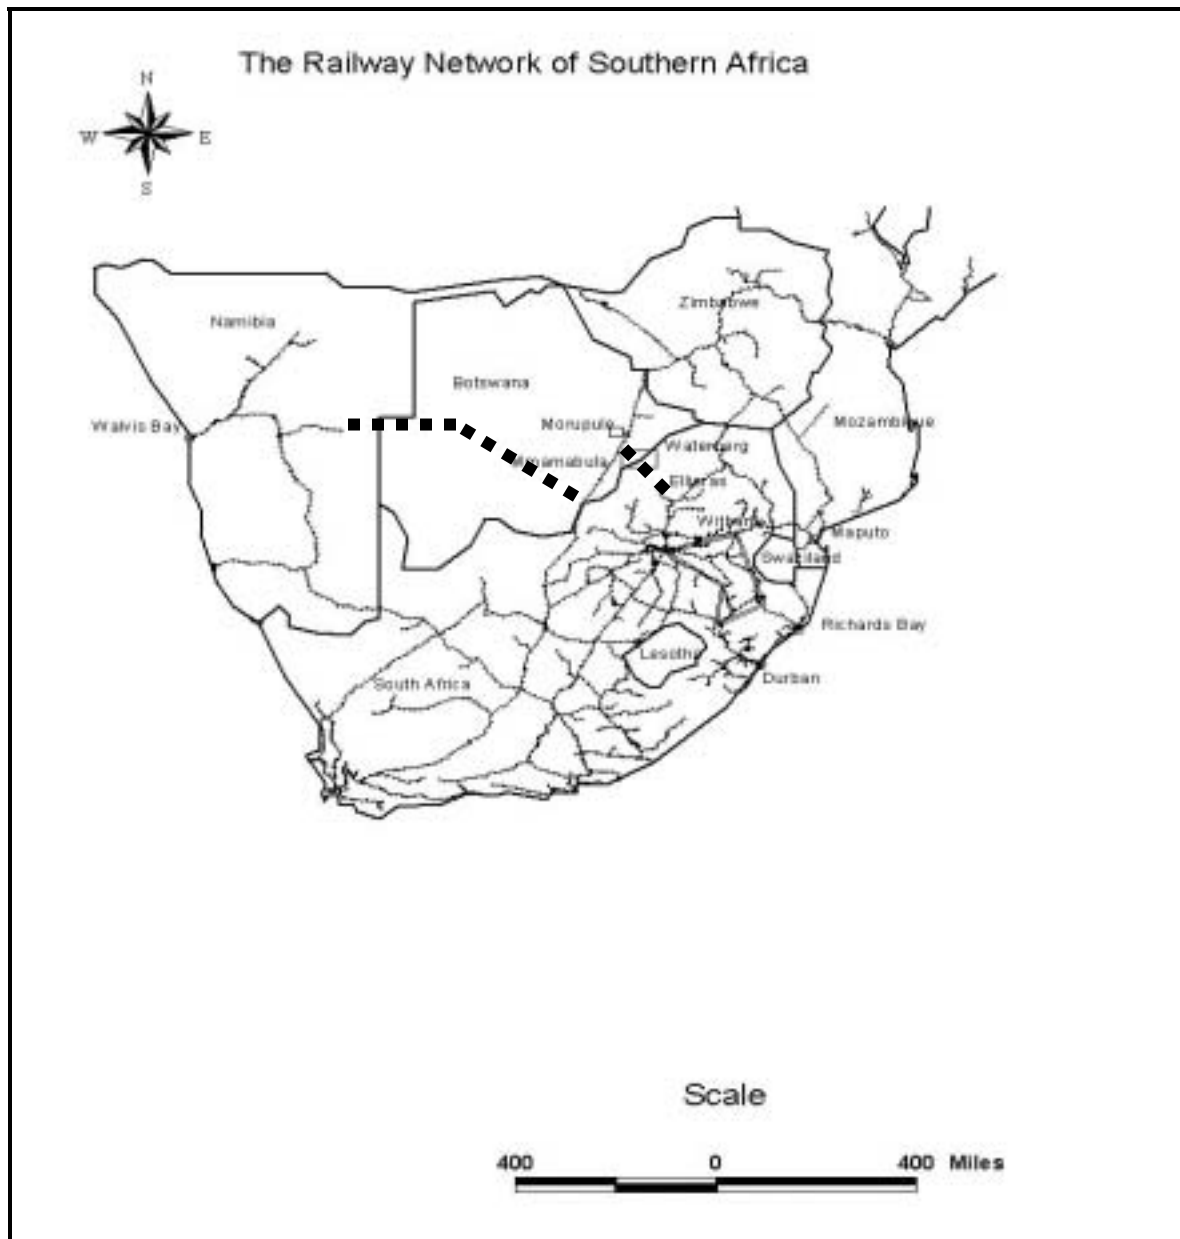 The Railway Network of Southern Africa
N
W E
S
Zimbabwe
Namibia
Botswana
Walvis Bay
Morupule
Mozambique
Waterberg
Mmamabula
Ellisras
Maputo
Swaziland
Richards Bay
Lesotho
Durban
South Africa
Scale
400 0 400 Miles